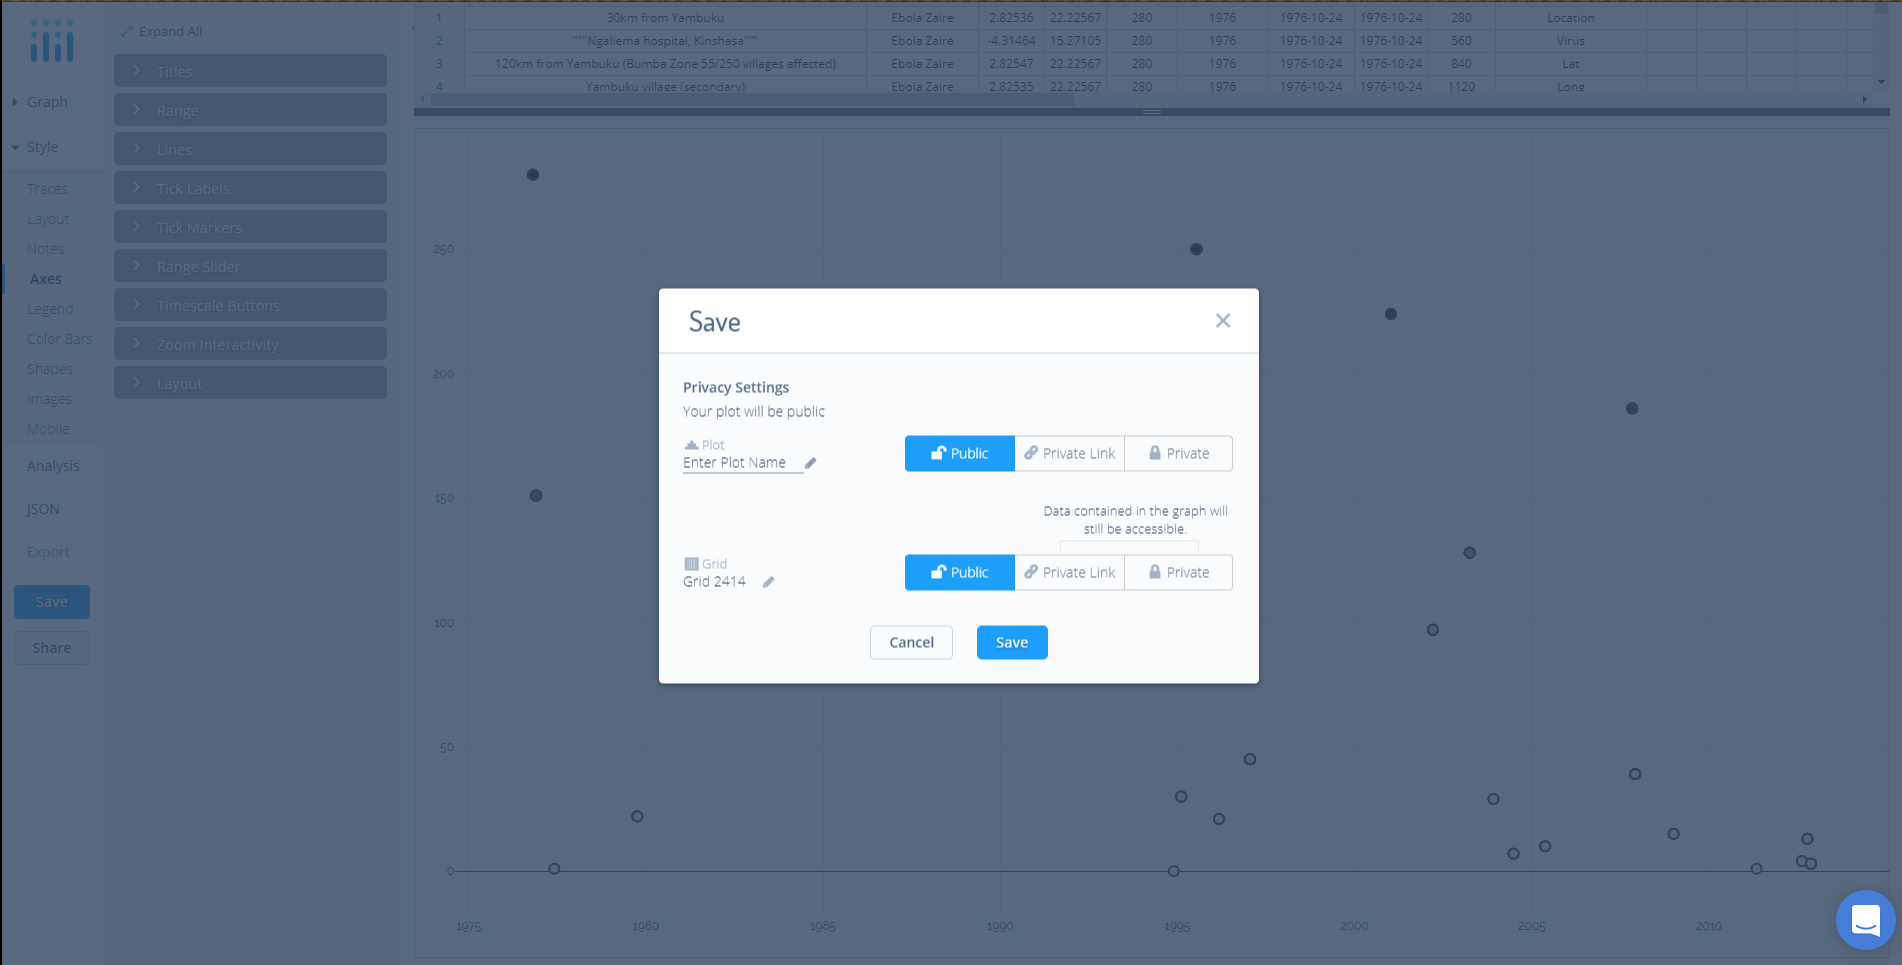 Expand All
Titles
Range
Lines
Tick Labels
Tick Markers
Range Slider
Timescale Buttons
Zoom Interactivity
Layout
Graph
Style
Traces
Layout
Notes
Axes
Legend
Color Bars
Shapes
Images
Mobile
Analysis
JSON
Export
Save
Share
1 30km from Yambuku Ebola Zaire 2.82536 22.22567 280 1976 1976-10-24 1976-10-24 280 Location
2 """Ngaliema hospital, Kinshasa""" Ebola Zaire -4.31464 15.27105 280 1976 1976-10-24 1976-10-24 560 Virus
3 120km from Yambuku (Bumba Zone 55/250 villages affected) Ebola Zaire 2.82547 22.22567 280 1976 1976-10-24 1976-10-24 840 Lat
4 Yambuku village (secondary) Ebola Zaire 2.82535 22.22567 280 1976 1976-10-24 1976-10-24 1120 Long
250
200
150
100
50
0
1975 1980 1985 1990 1995 2000 2005 2010
Save
Privacy Settings
Your plot will be public
Plot
Enter Plot Name
Public Private Link Private
Data contained in the graph will
still be accessible.
Grid
Grid 2414
Public Private Link Private
Cancel Save